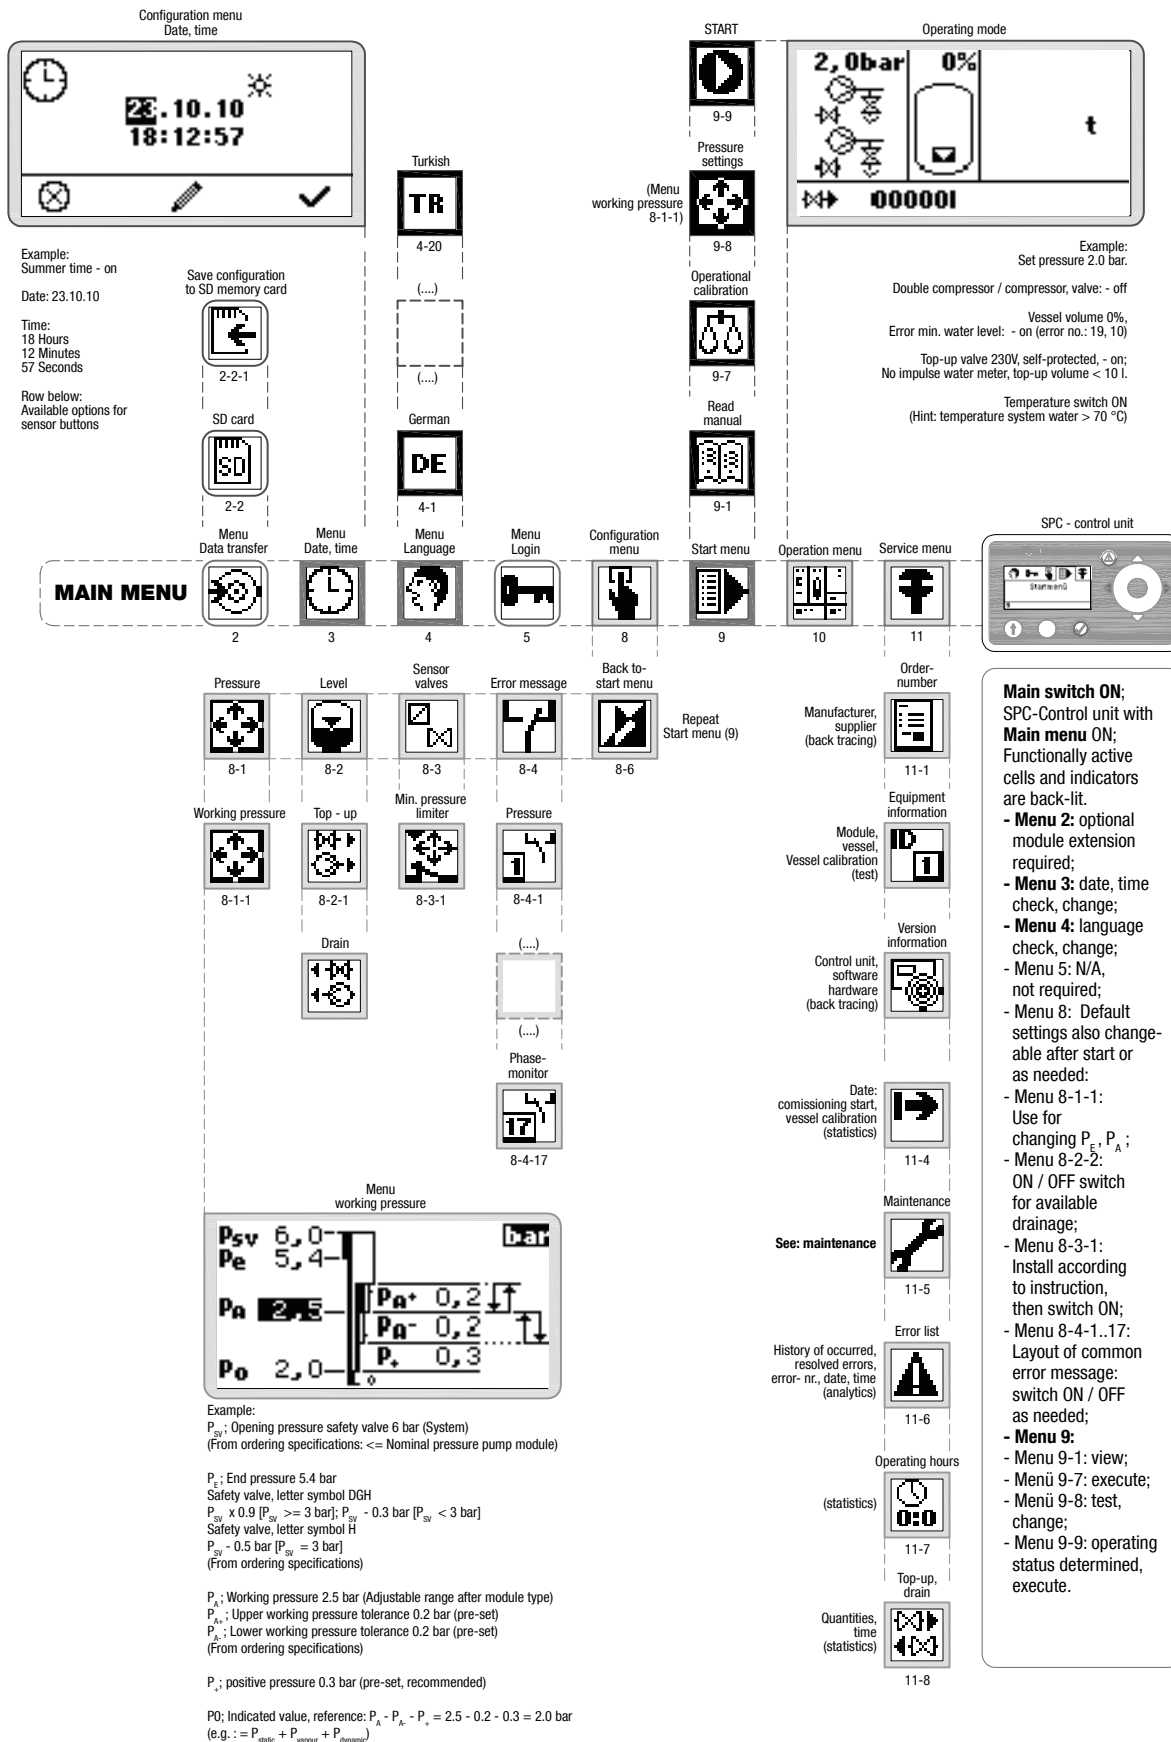 Configuration menu
Date, time
23.10.10
18:12:57
Example:
Summer time - on
Date: 23.10.10
Time:
18 Hours
12 Minutes
57 Seconds
Row below:
Available options for
sensor buttons
Save configuration
to SD memory card
2-2-1
SD card
SD
2-2
Turkish
TR
4-20
(....)
(....)
German
DE
4-1
START
9-9
Pressure
settings
(Menu
working pressure
8-1-1)
9-8
Operational
calibration
9-7
Read
manual
9-1
Operating mode
2,0bar 0%
t
000001
Example:
Set pressure 2.0 bar.
Double compressor / compressor, valve: - off
Vessel volume 0%,
Error min. water level: - on (error no.: 19, 10)
Top-up valve 230V, self-protected, - on;
No impulse water meter, top-up volume < 10 l.
Temperature switch ON
(Hint: temperature system water > 70 °C)
MAIN MENU
Menu
Data transfer
2
Menu
Date, time
3
Menu
Language
4
Menu
Login
5
Configuration
menu
8
Start menu
9
Operation menu
10
Service menu
11
SPC - control unit
Startmenü
9
Pressure
8-1
Level
8-2
Sensor
valves
8-3
Error message
8-4
Back to-
start menu
8-6
Repeat
Start menu (9)
Working pressure
8-1-1
Top - up
8-2-1
Min. pressure
limiter
8-3-1
Pressure
1
8-4-1
Drain
(....)
(....)
Phase-
monitor
17
8-4-17
Order-
number
Manufacturer,
supplier
(back tracing)
11-1
Equipment
information
Module,
vessel,
Vessel calibration
(test)
ID
1
Version
information
Control unit,
software
hardware
(back tracing)
Date:
comissioning start,
vessel calibration
(statistics)
11-4
Maintenance
See: maintenance
11-5
Error list
History of occurred,
resolved errors,
error- nr., date, time
(analytics)
11-6
Operating hours
(statistics)
0:0
11-7
Top-up,
drain
Quantities,
time
(statistics)
11-8
Menu
working pressure
Psv 6,0
bar
Pe 5,4
PA 2,5
PA+ 0,2
PA- 0,2
P+ 0,3
Po 2,0
0
Example:
PSV; Opening pressure safety valve 6 bar (System)
(From ordering specifications: <= Nominal pressure pump module)
PE; End pressure 5.4 bar
Safety valve, letter symbol DGH
PSV x 0.9 [PSV >= 3 bar]; PSV - 0.3 bar [PSV < 3 bar]
Safety valve, letter symbol H
PSV - 0.5 bar [PSV = 3 bar]
(From ordering specifications)
PA; Working pressure 2.5 bar (Adjustable range after module type)
PA+; Upper working pressure tolerance 0.2 bar (pre-set)
PA-; Lower working pressure tolerance 0.2 bar (pre-set)
(From ordering specifications)
P+; positive pressure 0.3 bar (pre-set, recommended)
P0; Indicated value, reference: PA - PA- - P+ = 2.5 - 0.2 - 0.3 = 2.0 bar
(e.g. : = Pstatic + Pvapour + Pdynamic)
Main switch ON;
SPC-Control unit with
Main menu ON;
Functionally active
cells and indicators
are back-lit.
- Menu 2: optional
module extension
required;
- Menu 3: date, time
check, change;
- Menu 4: language
check, change;
- Menu 5: N/A,
not required;
- Menu 8: Default
settings also change-
able after start or
as needed:
- Menu 8-1-1:
Use for
changing PE, PA ;
- Menu 8-2-2:
ON / OFF switch
for available
drainage;
- Menu 8-3-1:
Install according
to instruction,
then switch ON;
- Menu 8-4-1..17:
Layout of common
error message:
switch ON / OFF
as needed;
- Menu 9:
- Menu 9-1: view;
- Menü 9-7: execute;
- Menü 9-8: test,
change;
- Menu 9-9: operating
status determined,
execute.